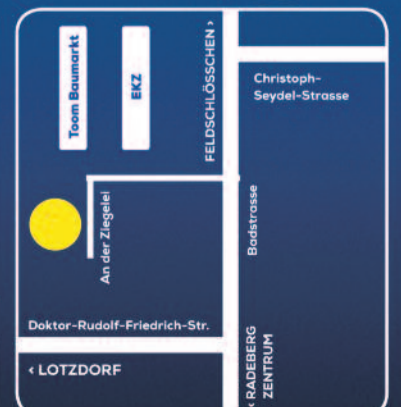 Toom Baumarkt
EKZ
FELDSCHLÖSSCHEN ›
Christoph-
Seydel-Strasse
An der Ziegelei
Badstrasse
Doktor-Rudolf-Friedrich-Str.
‹ LOTZDORF
‹ RADEBERG
ZENTRUM